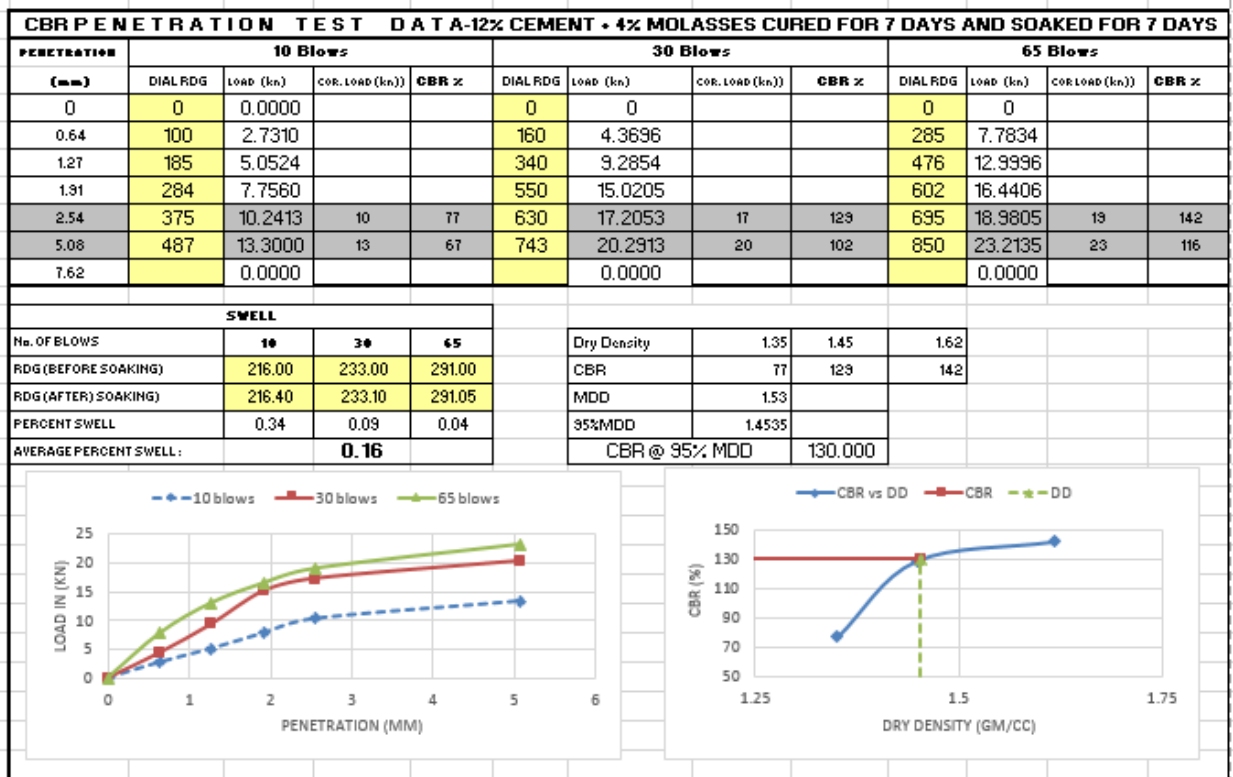 CBR P E N E T R A T I O N T E S T D A T A-12% CEMENT + 4% MOLASSES CURED FOR 7 DAYS AND SOAKED FOR 7 DAYS
PENETRATION 10 Blows 30 Blows 65 Blows
(mm) DIAL RDG LOAD (kn) COR. LOAD (kn)) CBR % DIAL RDG LOAD (kn) COR. LOAD (kn)) CBR % DIAL RDG LOAD (kn) COR LOAD (kn)) CBR %
0 0 0.0000 0 0 0 0
0.64 100 2.7310 160 4.3696 285 7.7834
1.27 185 5.0524 340 9.2854 476 12.9996
1.91 284 7.7560 550 15.0205 602 16.4406
2.54 375 10.2413 10 77 630 17.2053 17 129 695 18.9805 19 142
5.08 487 13.3000 13 67 743 20.2913 20 102 850 23.2135 23 116
7.62 0.0000 0.0000 0.0000
SWELL
No. OF BLOWS 10 30 65 Dry Density 1.35 1.45 1.62
RDG (BEFORE SOAKING) 216.00 233.00 291.00 CBR 77 129 142
RDG (AFTER) SOAKING) 216.40 233.10 291.05 MDD 1.53
PERCENT SWELL 0.34 0.09 0.04 95%MDD 1.4535
AVERAGE PERCENT SWELL: 0.16 CBR @ 95% MDD 130.000
10 blows 30 blows 65 blows
25
20
15
10
5
0
LOAD IN (KN)
0 1 2 3 4 5 6
PENETRATION (MM)
CBR vs DD CBR DD
150
130
110
90
70
50
CBR (%)
1.25 1.5 1.75
DRY DENSITY (GM/CC)